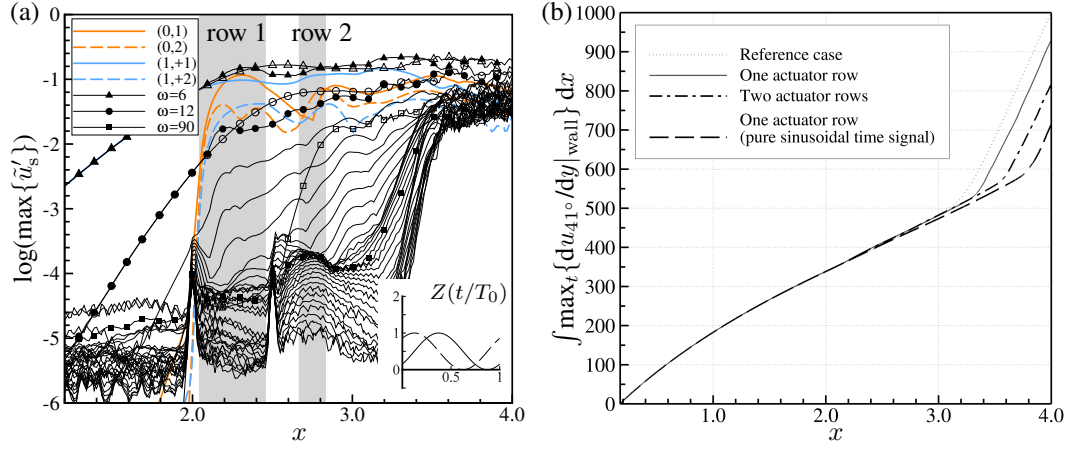 (a)
(b)
row 1
row 2
(0,1)
(0,2)
(1,+1)
(1,+2)
ω=6
ω=12
ω=90
log(max{ũ′s})
0
-1
-2
-3
-4
-5
-6
2.0
3.0
4.0
x
Z(t/T0)
2
1
0
0.5
1
∫ maxt{du41°/dy|wall} dx
1000
900
800
700
600
500
400
300
200
100
0
1.0
2.0
3.0
4.0
x
Reference case
One actuator row
Two actuator rows
One actuator row
(pure sinusoidal time signal)